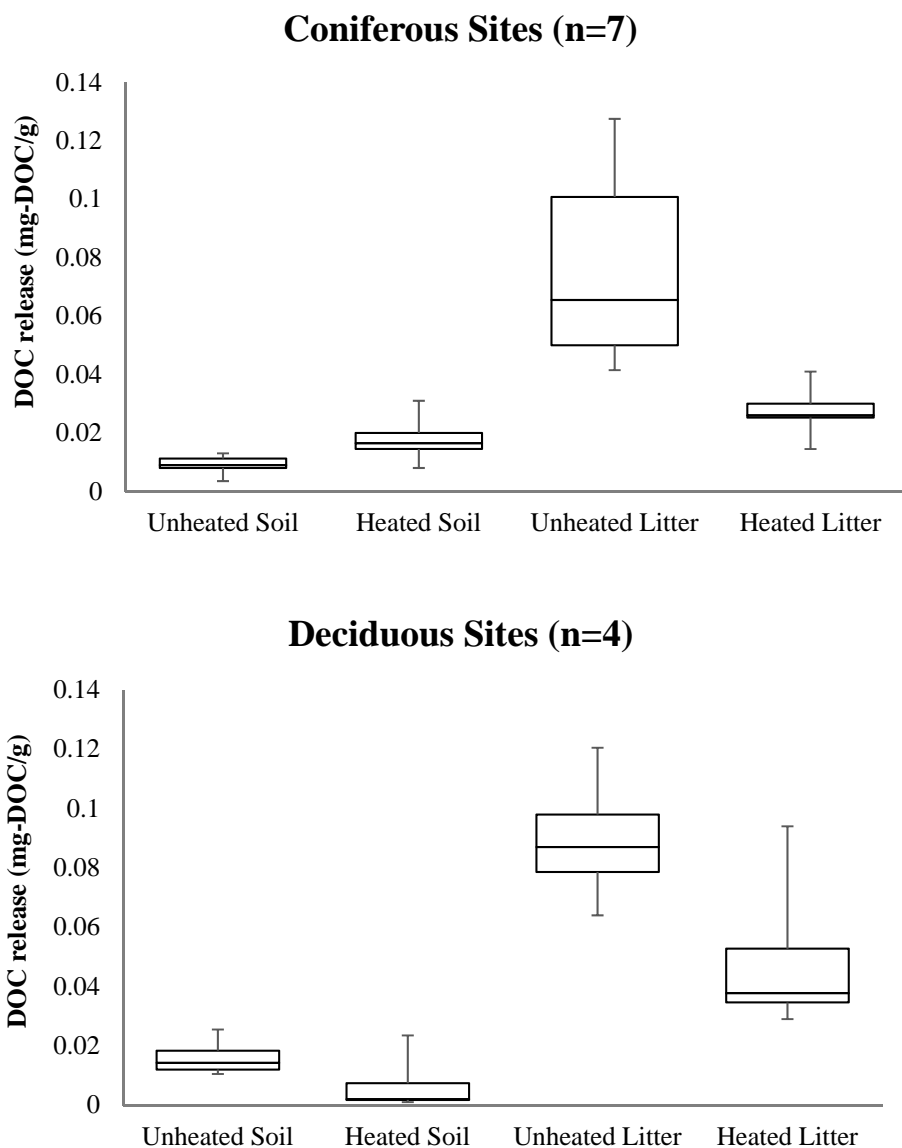 Coniferous Sites (n=7)
DOC release (mg-DOC/g)
0.14
0.12
0.1
0.08
0.06
0.04
0.02
0
Unheated Soil Heated Soil Unheated Litter Heated Litter
Deciduous Sites (n=4)
DOC release (mg-DOC/g)
0.14
0.12
0.1
0.08
0.06
0.04
0.02
0
Unheated Soil Heated Soil Unheated Litter Heated Litter